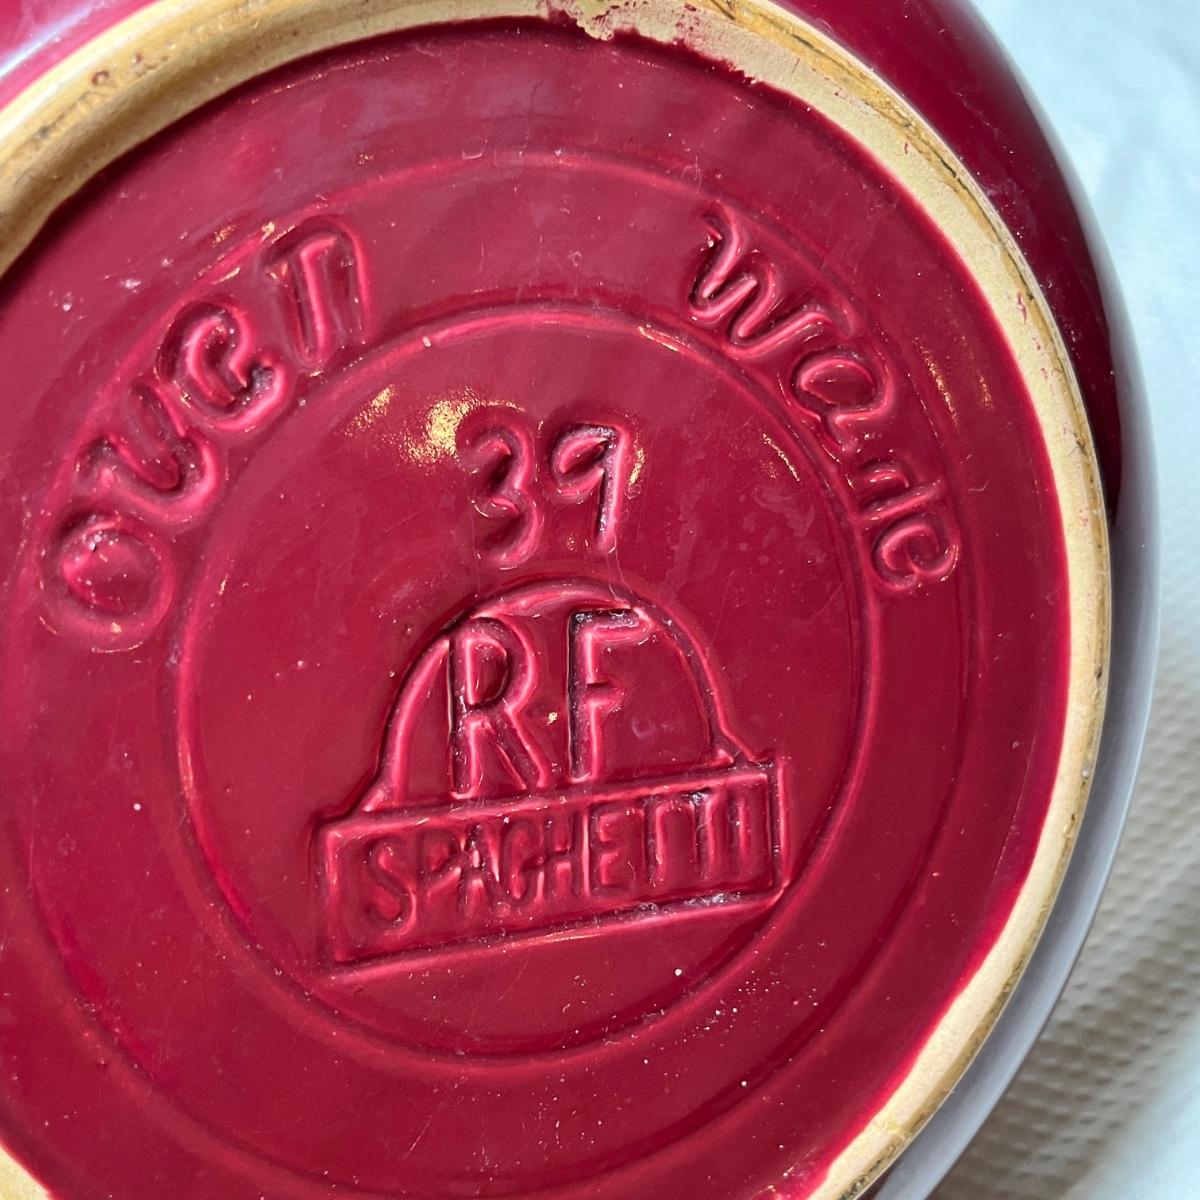 Oven Ware
39
RF
SPAGHETTI